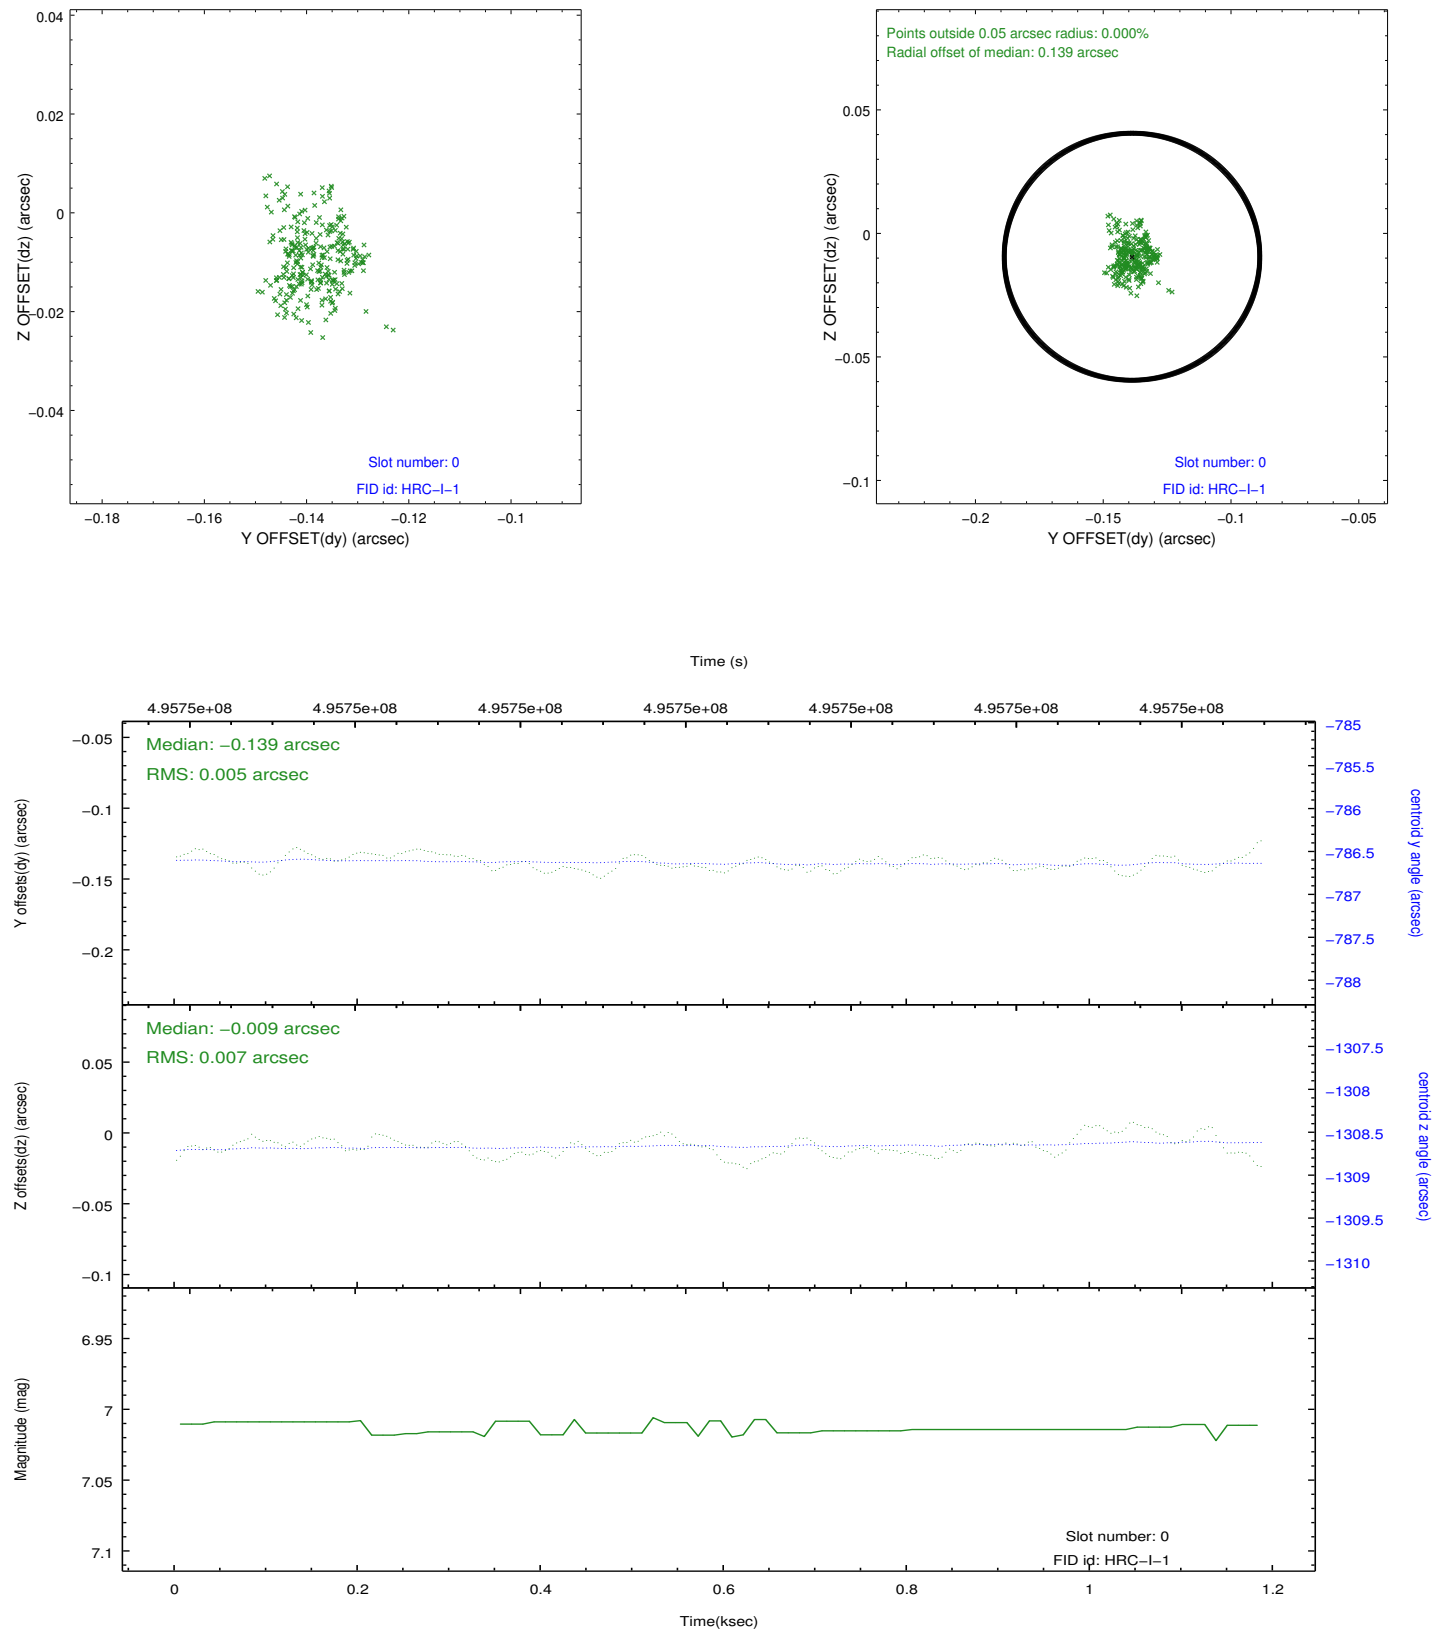 0.04
0.02
0
−0.02
−0.04
Z OFFSET(dz) (arcsec)
Slot number: 0
FID id: HRC−I−1
−0.18 −0.16 −0.14 −0.12 −0.1
Y OFFSET(dy) (arcsec)
Points outside 0.05 arcsec radius: 0.000%
Radial offset of median: 0.139 arcsec
0.05
0
−0.05
−0.1
Z OFFSET(dz) (arcsec)
Slot number: 0
FID id: HRC−I−1
−0.2 −0.15 −0.1 −0.05
Y OFFSET(dy) (arcsec)
Time (s)
4.9575e+08 4.9575e+08 4.9575e+08 4.9575e+08 4.9575e+08 4.9575e+08 4.9575e+08
Median: −0.139 arcsec
RMS: 0.005 arcsec
−0.05
−0.1
−0.15
−0.2
Y offsets(dy) (arcsec)
−785
−785.5
−786
−786.5
−787
−787.5
−788
centroid y angle (arcsec)
Median: −0.009 arcsec
RMS: 0.007 arcsec
0.05
0
−0.05
−0.1
Z offsets(dz) (arcsec)
−1307.5
−1308
−1308.5
−1309
−1309.5
−1310
centroid z angle (arcsec)
6.95
7
7.05
7.1
Magnitude (mag)
Slot number: 0
FID id: HRC−I−1
0 0.2 0.4 0.6 0.8 1 1.2
Time(ksec)